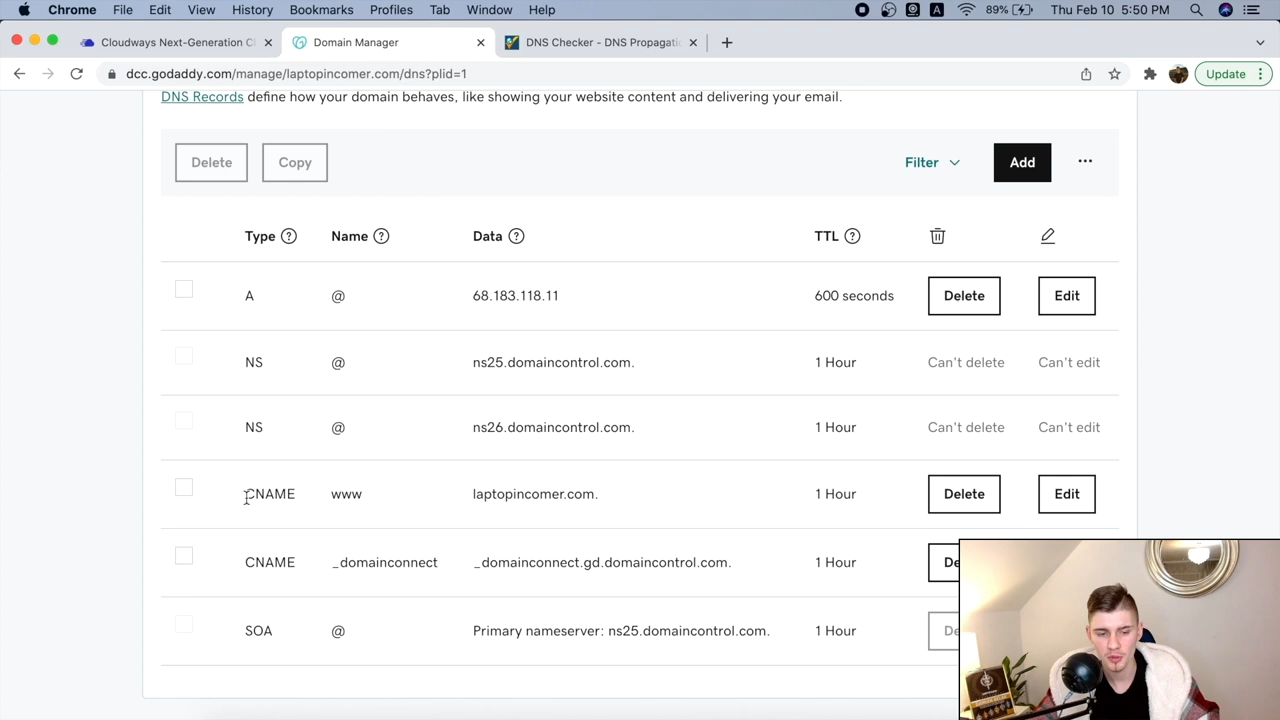 Chrome File Edit View History Bookmarks Profiles Tab Window Help A 89% Thu Feb 10 5:50 PM
Cloudways Next-Generation Cl Domain Manager DNS Checker - DNS Propagati
dcc.godaddy.com/manage/laptopincomer.com/dns?plid=1 Update
DNS Records define how your domain behaves, like showing your website content and delivering your email.
Delete Copy Filter Add
Type ? Name ? Data ? TTL ?
A @ 68.183.118.11 600 seconds Delete Edit
NS @ ns25.domaincontrol.com. 1 Hour Can't delete Can't edit
NS @ ns26.domaincontrol.com. 1 Hour Can't delete Can't edit
CNAME www laptopincomer.com. 1 Hour Delete Edit
CNAME _domainconnect _domainconnect.gd.domaincontrol.com. 1 Hour De
SOA @ Primary nameserver: ns25.domaincontrol.com. 1 Hour De